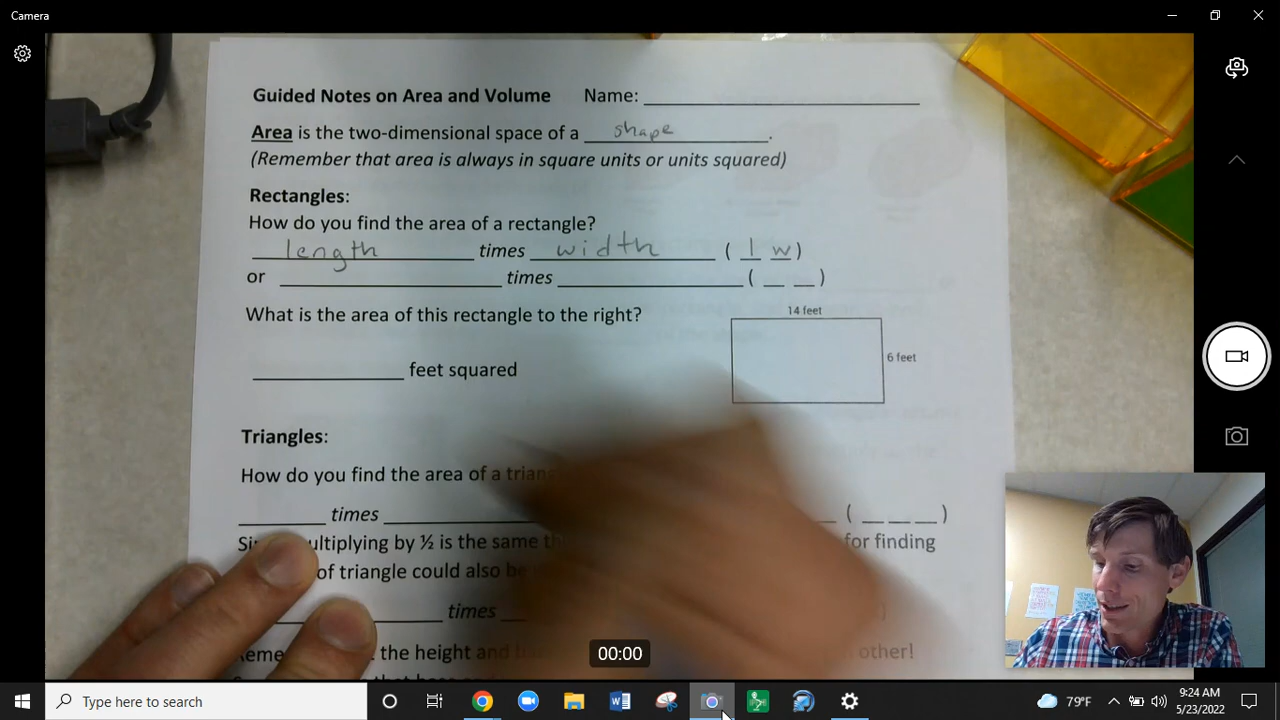 Camera
Guided Notes on Area and Volume Name:
Area is the two-dimensional space of a shape.
(Remember that area is always in square units or units squared)
Rectangles:
How do you find the area of a rectangle?
length times width ( l w )
or times ( )
What is the area of this rectangle to the right?
14 feet
6 feet
feet squared
Triangles:
How do you find the area of a
times ( )
multiplying by ½ is the same for finding
of triangle could also be
times
the height and other!
00:00
Type here to search
79°F
9:24 AM
5/23/2022